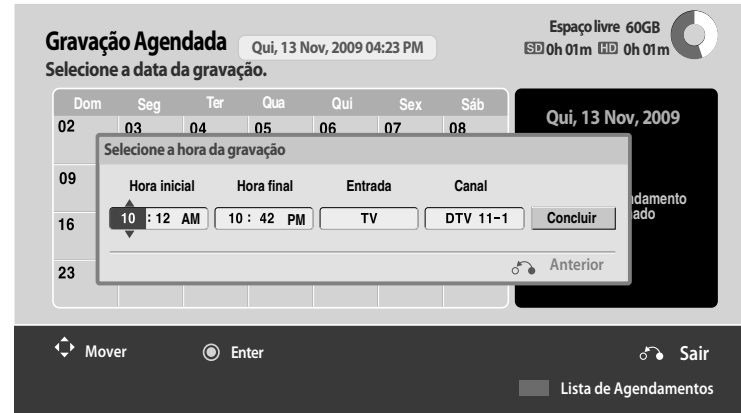 Gravação Agendada
Qui, 13 Nov, 2009 04:23 PM
Espaço livre 60GB
SD 0h 01m HD 0h 01m
Selecione a data da gravação.
Dom Seg Ter Qua Qui Sex Sáb
02 03 04 05 06 07 08
Qui, 13 Nov, 2009
Selecione a hora da gravação
09
Hora inicial Hora final Entrada Canal
10 : 12 AM 10 : 42 PM TV DTV 11-1 Concluir
16
Anterior
23
Mover Enter Sair
Lista de Agendamentos